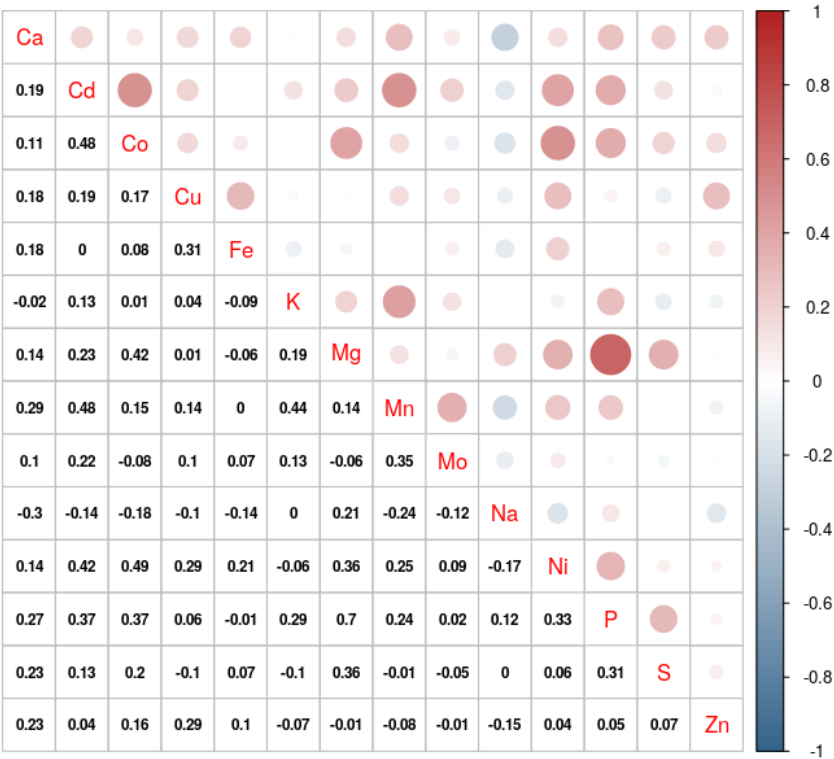 Ca
0.19 Cd
0.11 0.48 Co
0.18 0.19 0.17 Cu
0.18 0 0.08 0.31 Fe
-0.02 0.13 0.01 0.04 -0.09 K
0.14 0.23 0.42 0.01 -0.06 0.19 Mg
0.29 0.48 0.15 0.14 0 0.44 0.14 Mn
0.1 0.22 -0.08 0.1 0.07 0.13 -0.06 0.35 Mo
-0.3 -0.14 -0.18 -0.1 -0.14 0 0.21 -0.24 -0.12 Na
0.14 0.42 0.49 0.29 0.21 -0.06 0.36 0.25 0.09 -0.17 Ni
0.27 0.37 0.37 0.06 -0.01 0.29 0.7 0.24 0.02 0.12 0.33 P
0.23 0.13 0.2 -0.1 0.07 -0.1 0.36 -0.01 -0.05 0 0.06 0.31 S
0.23 0.04 0.16 0.29 0.1 -0.07 -0.01 -0.08 -0.01 -0.15 0.04 0.05 0.07 Zn
1
0.8
0.6
0.4
0.2
0
-0.2
-0.4
-0.6
-0.8
-1